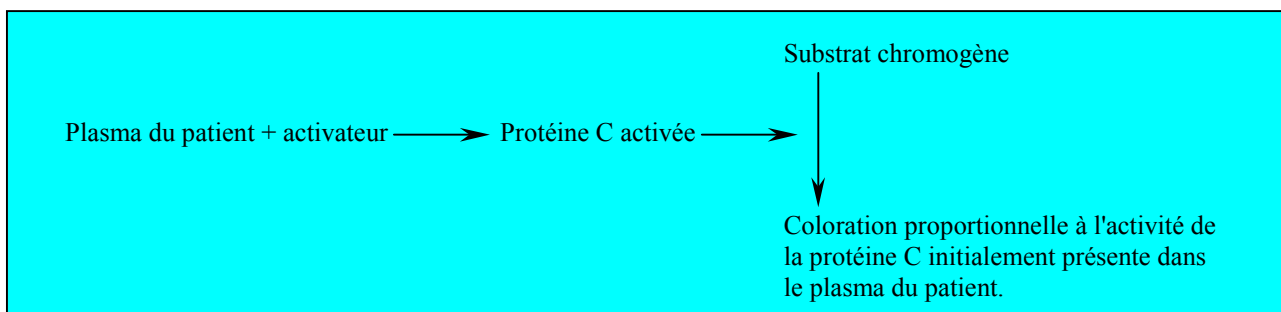 Substrat chromogène
Plasma du patient + activateur
Protéine C activée
Coloration proportionnelle à l'activité de
la protéine C initialement présente dans
le plasma du patient.